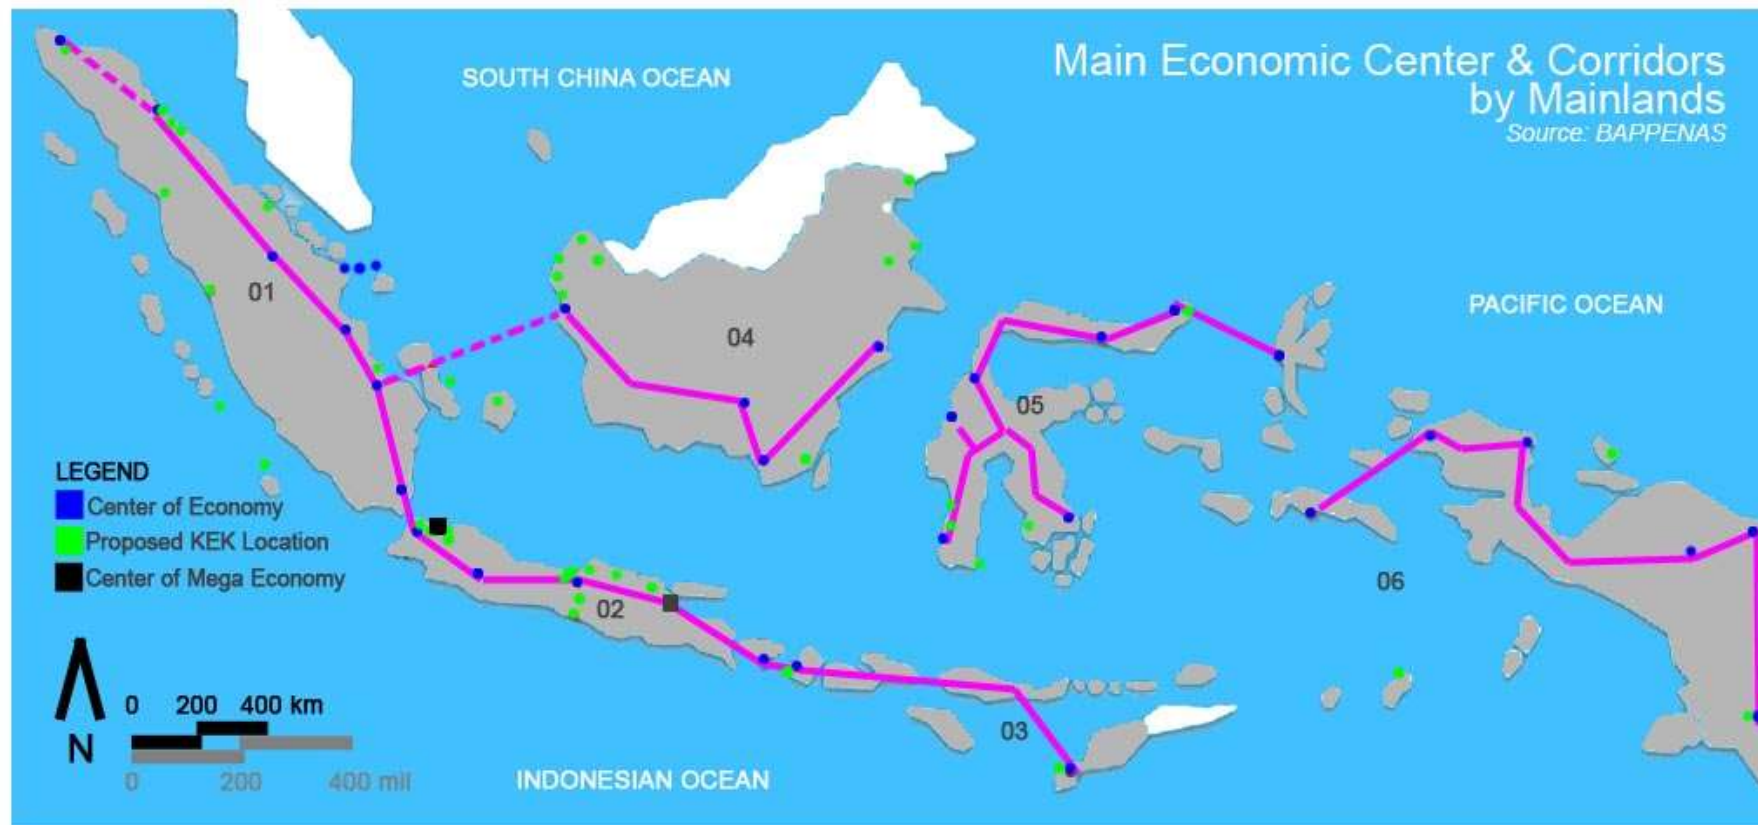 Main Economic Center & Corridors
by Mainlands
Source: BAPPENAS
SOUTH CHINA OCEAN
PACIFIC OCEAN
INDONESIAN OCEAN
01
04
05
02
06
03
LEGEND
Center of Economy
Proposed KEK Location
Center of Mega Economy
N
0 200 400 km
0 200 400 mil